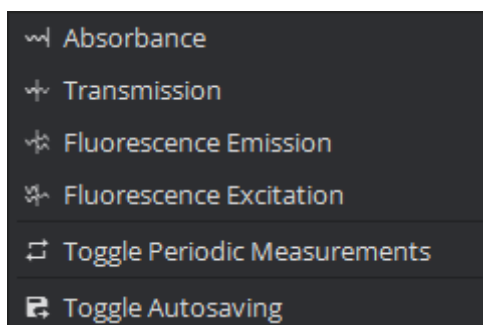 Absorbance
Transmission
Fluorescence Emission
Fluorescence Excitation
Toggle Periodic Measurements
Toggle Autosaving